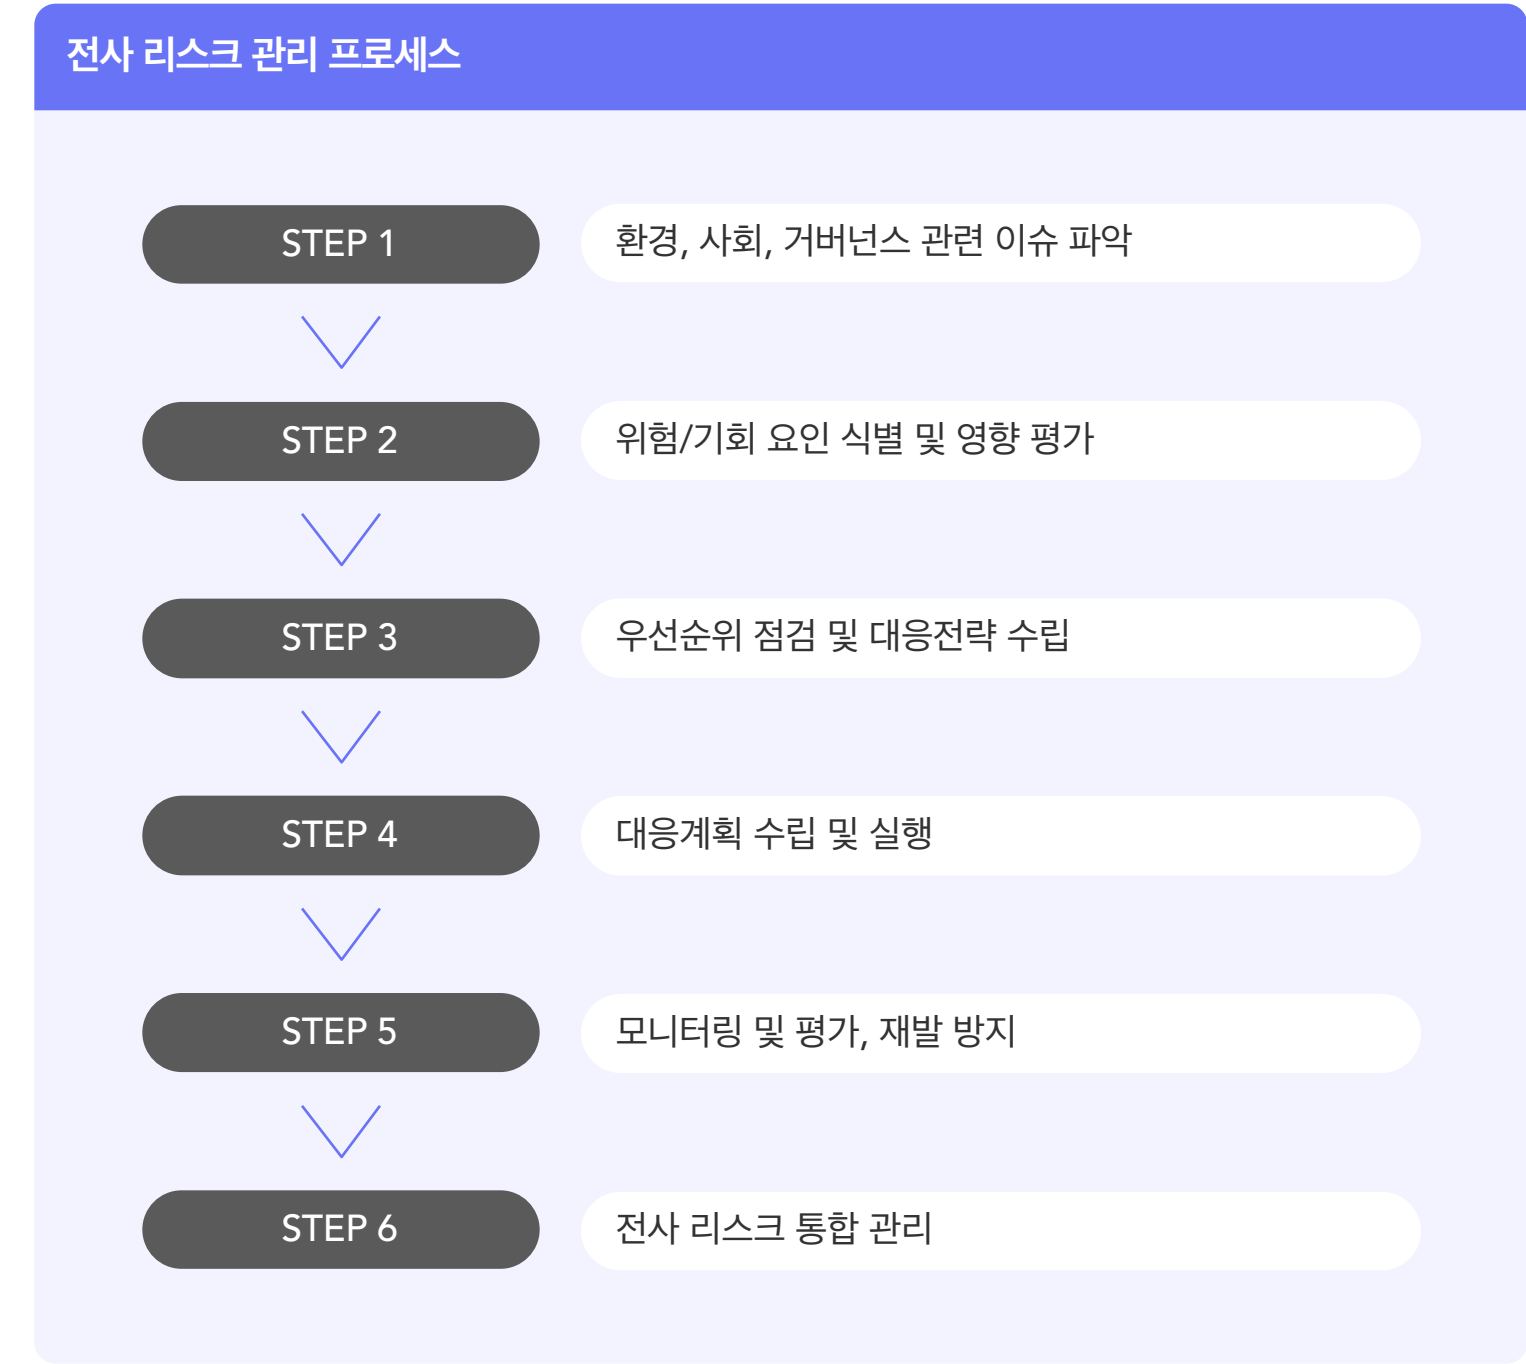 전사 리스크 관리 프로세스
STEP 1
환경, 사회, 거버넌스 관련 이슈 파악
STEP 2
위험/기회 요인 식별 및 영향 평가
STEP 3
우선순위 점검 및 대응전략 수립
STEP 4
대응계획 수립 및 실행
STEP 5
모니터링 및 평가, 재발 방지
STEP 6
전사 리스크 통합 관리